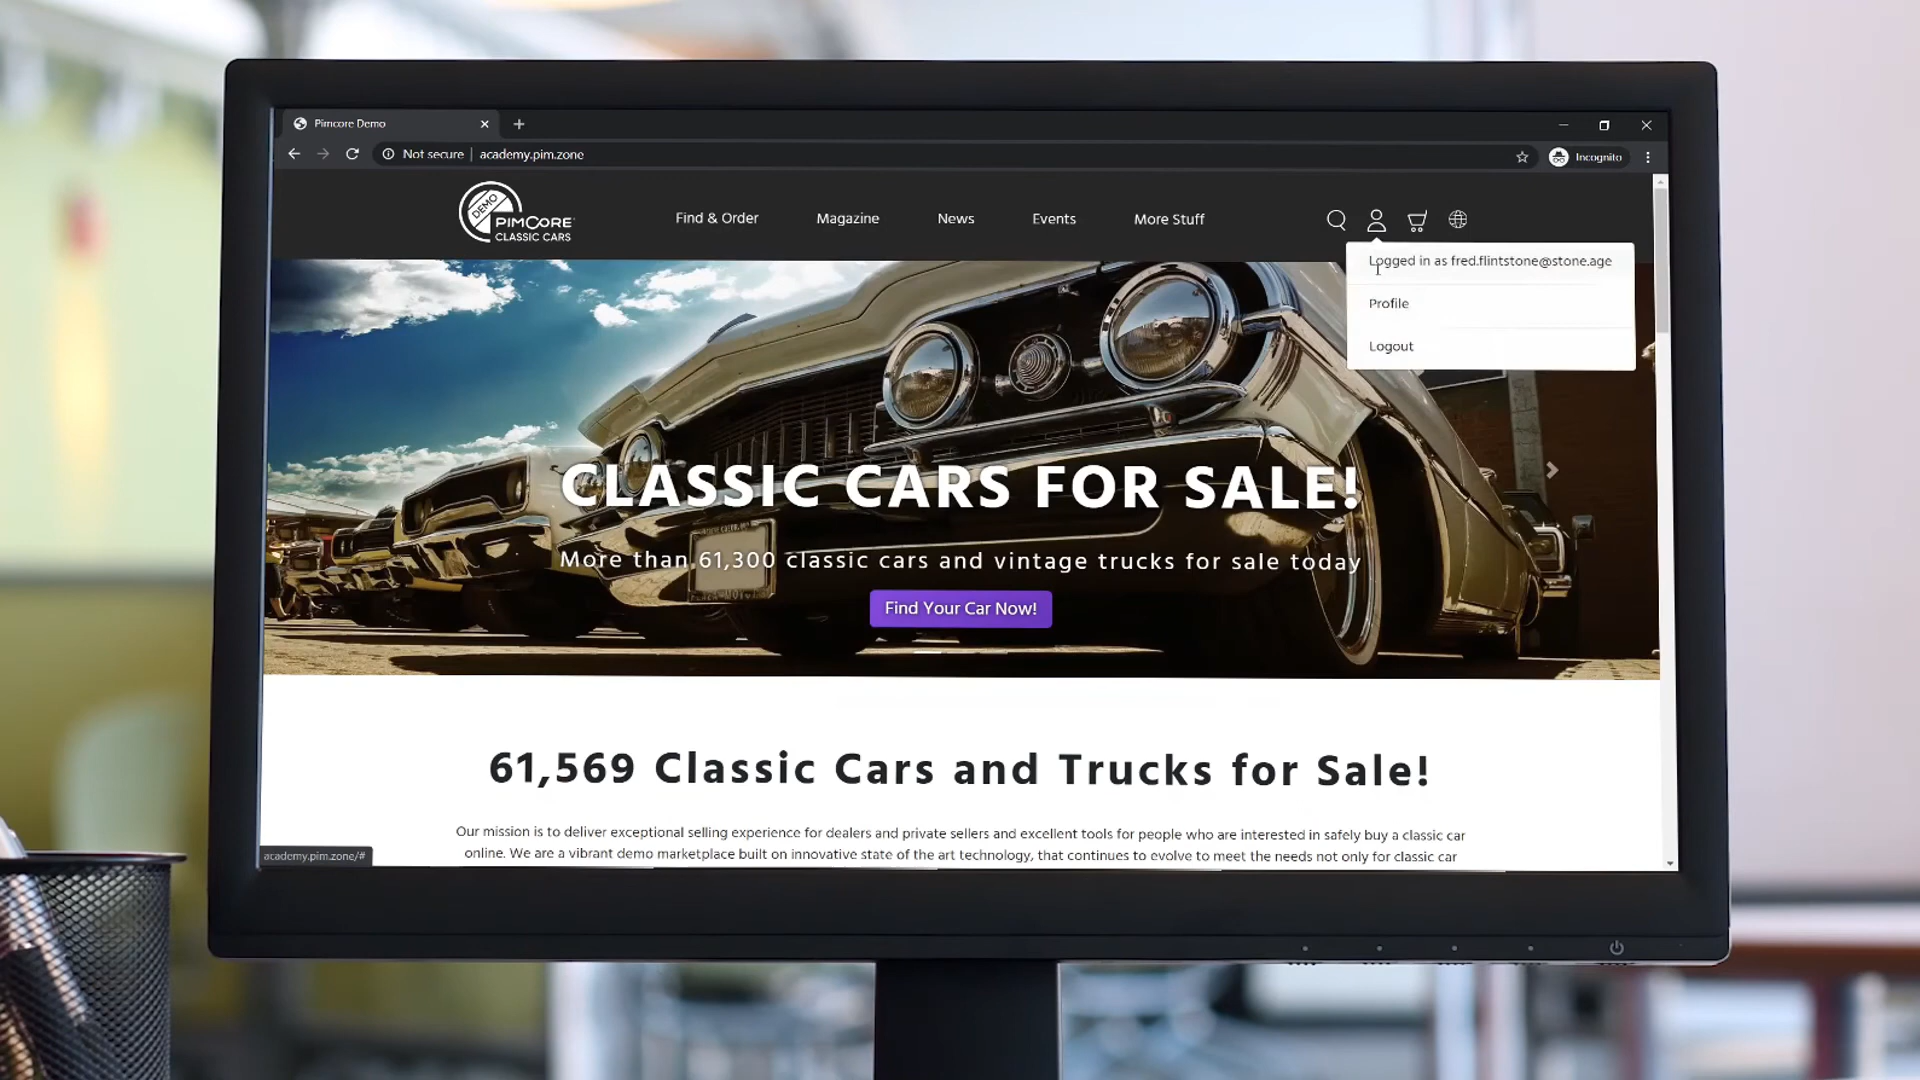 Pimcore Demo
Not secure | academy.pim.zone
Incognito
DEMO
PIMCORE
CLASSIC CARS
Find & Order
Magazine
News
Events
More Stuff
Logged in as fred.flintstone@stone.age
Profile
Logout
CLASSIC CARS FOR SALE!
More than 61,300 classic cars and vintage trucks for sale today
Find Your Car Now!
61,569 Classic Cars and Trucks for Sale!
Our mission is to deliver exceptional selling experience for dealers and private sellers and excellent tools for people who are interested in safely buy a classic car
online. We are a vibrant demo marketplace built on innovative state of the art technology, that continues to evolve to meet the needs not only for classic car
academy.pim.zone/#